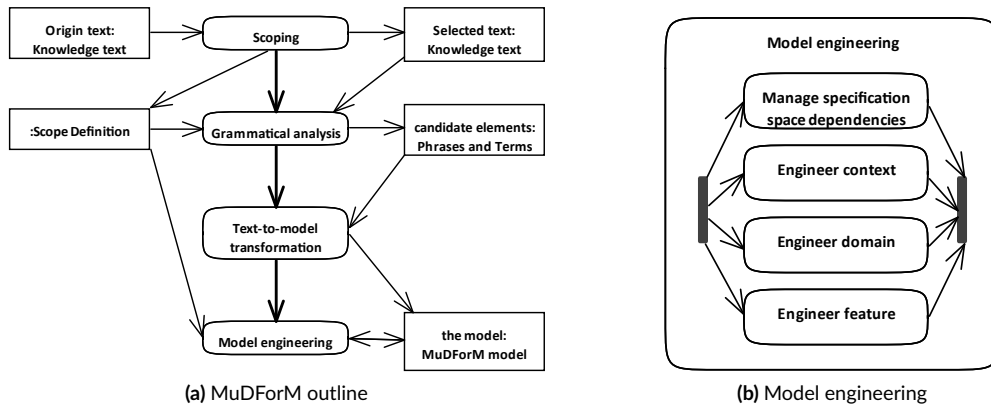 Origin text:
Knowledge text
Scoping
Selected text:
Knowledge text
:Scope Definition
Grammatical analysis
candidate elements:
Phrases and Terms
Text-to-model
transformation
Model engineering
the model:
MuDForM model
(a) MuDForM outline
Model engineering
Manage specification
space dependencies
Engineer context
Engineer domain
Engineer feature
(b) Model engineering